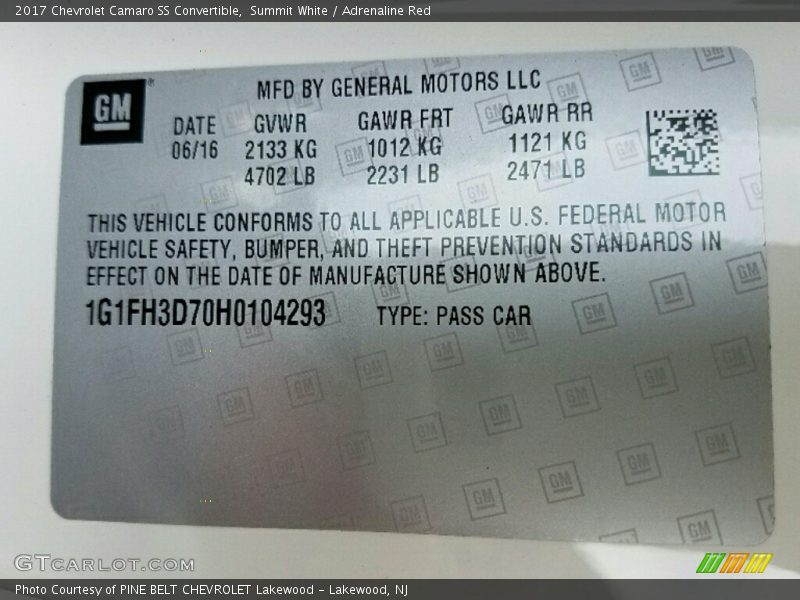 2017 Chevrolet Camaro SS Convertible,  Summit White / Adrenaline Red
GM®
MFD BY GENERAL MOTORS LLC
DATE GVWR GAWR FRT GAWR RR
06/16 2133 KG 1012 KG 1121 KG
4702 LB 2231 LB 2471 LB
THIS VEHICLE CONFORMS TO ALL APPLICABLE U.S. FEDERAL MOTOR
VEHICLE SAFETY, BUMPER, AND THEFT PREVENTION STANDARDS IN
EFFECT ON THE DATE OF MANUFACTURE SHOWN ABOVE.
1G1FH3D70H0104293 TYPE: PASS CAR
GTCARLOT.COM
Photo Courtesy of PINE BELT CHEVROLET Lakewood - Lakewood, NJ